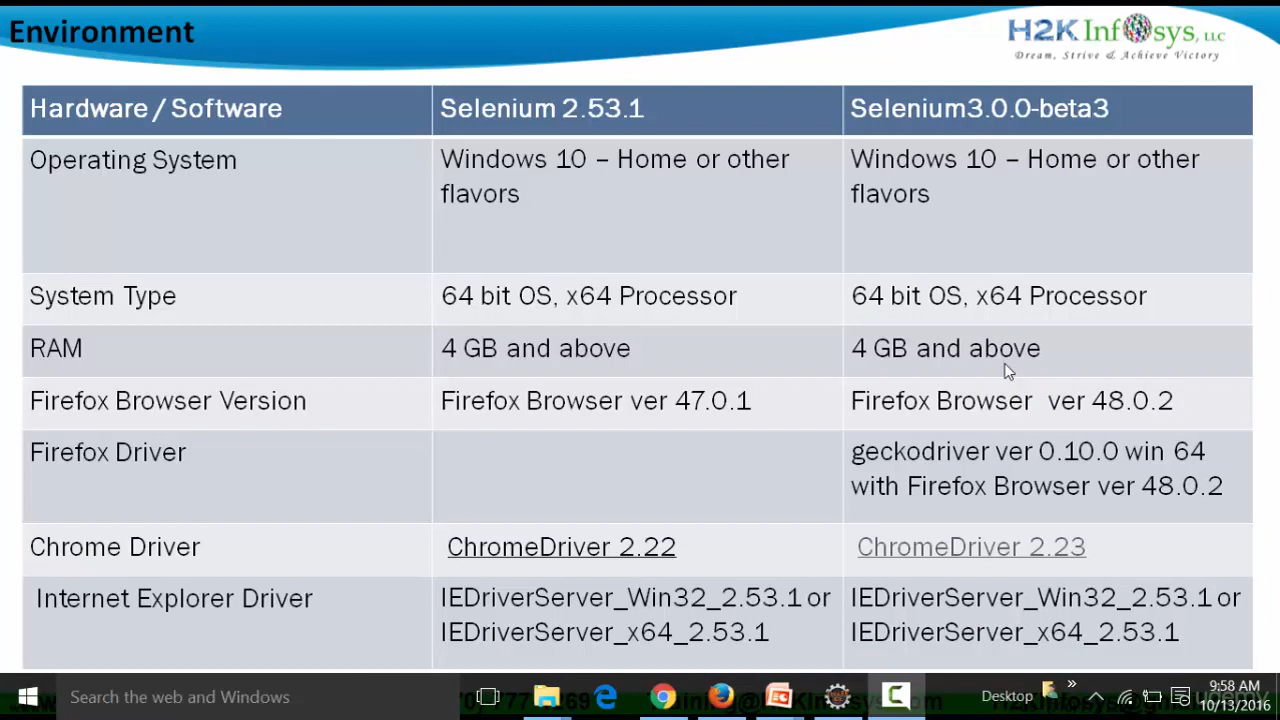 Environment
H2K Infosys, LLC
Dream, Strive & Achieve Victory
Hardware / Software
Selenium 2.53.1
Selenium3.0.0-beta3
Operating System
Windows 10 – Home or other
flavors
Windows 10 – Home or other
flavors
System Type
64 bit OS, x64 Processor
64 bit OS, x64 Processor
RAM
4 GB and above
4 GB and above
Firefox Browser Version
Firefox Browser ver 47.0.1
Firefox Browser ver 48.0.2
Firefox Driver
geckodriver ver 0.10.0 win 64
with Firefox Browser ver 48.0.2
Chrome Driver
ChromeDriver 2.22
ChromeDriver 2.23
Internet Explorer Driver
IEDriverServer_Win32_2.53.1 or
IEDriverServer_x64_2.53.1
IEDriverServer_Win32_2.53.1 or
IEDriverServer_x64_2.53.1
Search the web and Windows
Desktop
9:58 AM
10/13/2016